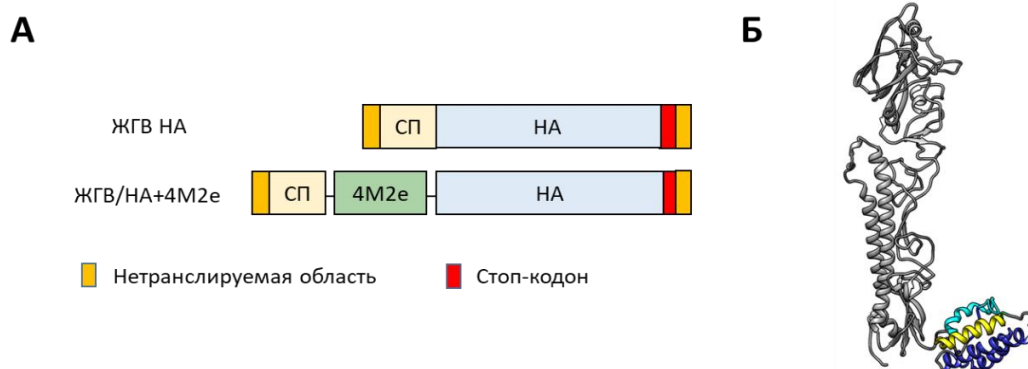 А
Б
ЖГВ НА
СП
НА
ЖГВ/НА+4М2е
СП
4М2е
НА
Нетранслируемая область
Стоп-кодон